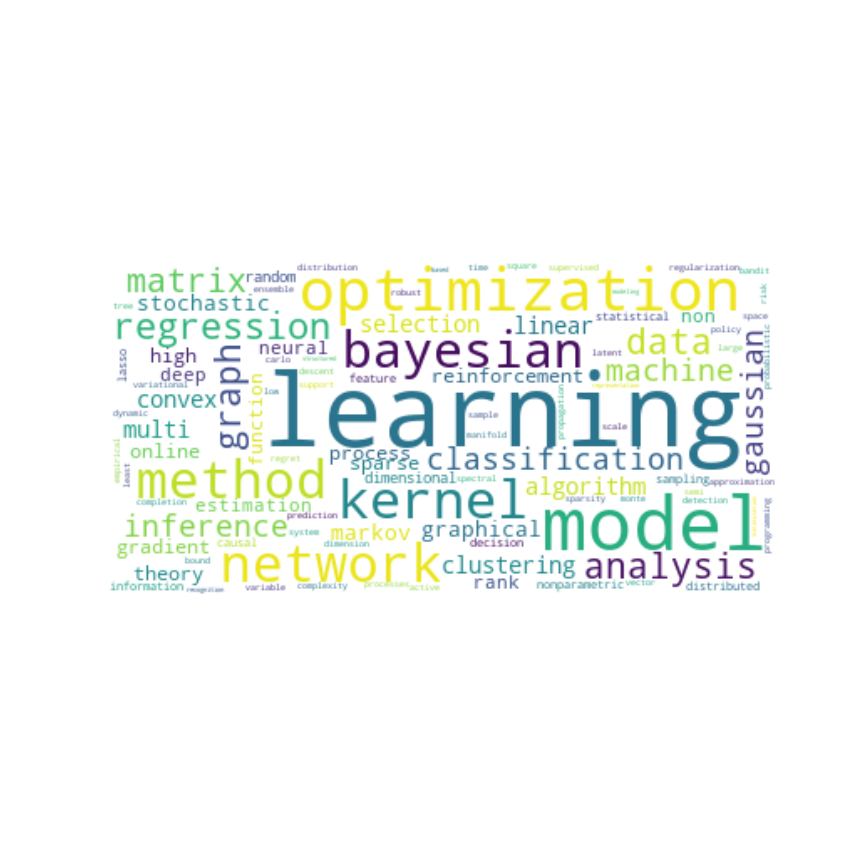 distribution
based
time
square
supervised
regularization
bandit
matrix
random
optimization
ensemble
robust
modeling
risk
tree
stochastic
regression
selection
linear
statistical
non
space
policy
lasso
high
neural
carlo
structured
bayesian
latent
data
large
gaussian
probabilistic
deep
graph
descent
feature
reinforcement
machine
variational
function
support
low
learning
representation
convex
dynamic
multi
sample
propagation
scale
manifold
online
empirical
least
regret
process
sparse
classification
method
dimensional
spectral
sampling
approximation
kernel
algorithm
semi
detection
completion
estimation
prediction
sparsity
monte
model
programming
inference
system
markov
graphical
gradient
causal
dimension
decision
bound
theory
network
clustering
analysis
information
recognition
variable
complexity
processes
active
rank
nonparametric
vector
distributed